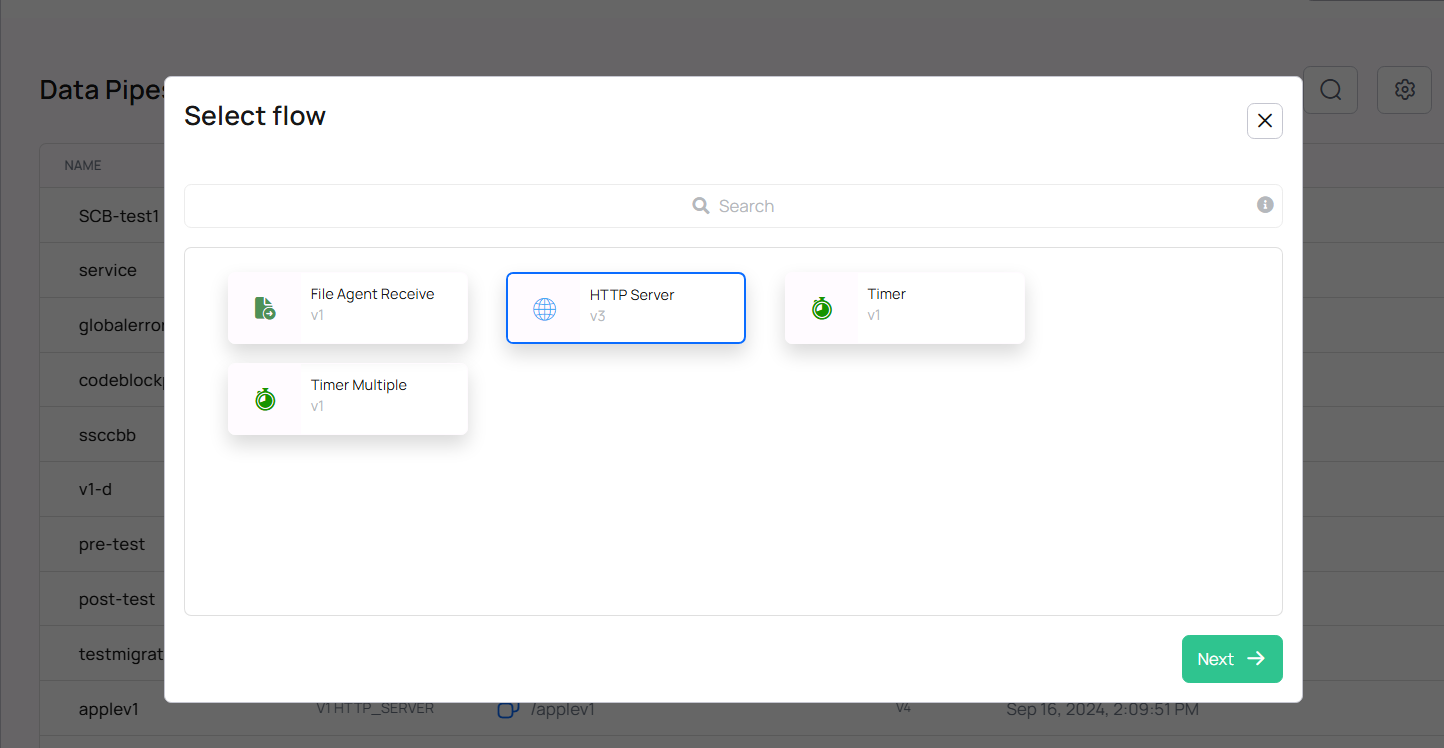 Data Pipes
Select flow
NAME
Search
SCB-test1
service
File Agent Receive
v1
HTTP Server
v3
Timer
v1
globalerror
codeblockp
Timer Multiple
v1
ssccbb
v1-d
pre-test
post-test
testmigrat
Next
applev1 V1 HTTP_SERVER /applev1 V4 Sep 16, 2024, 2:09:51 PM